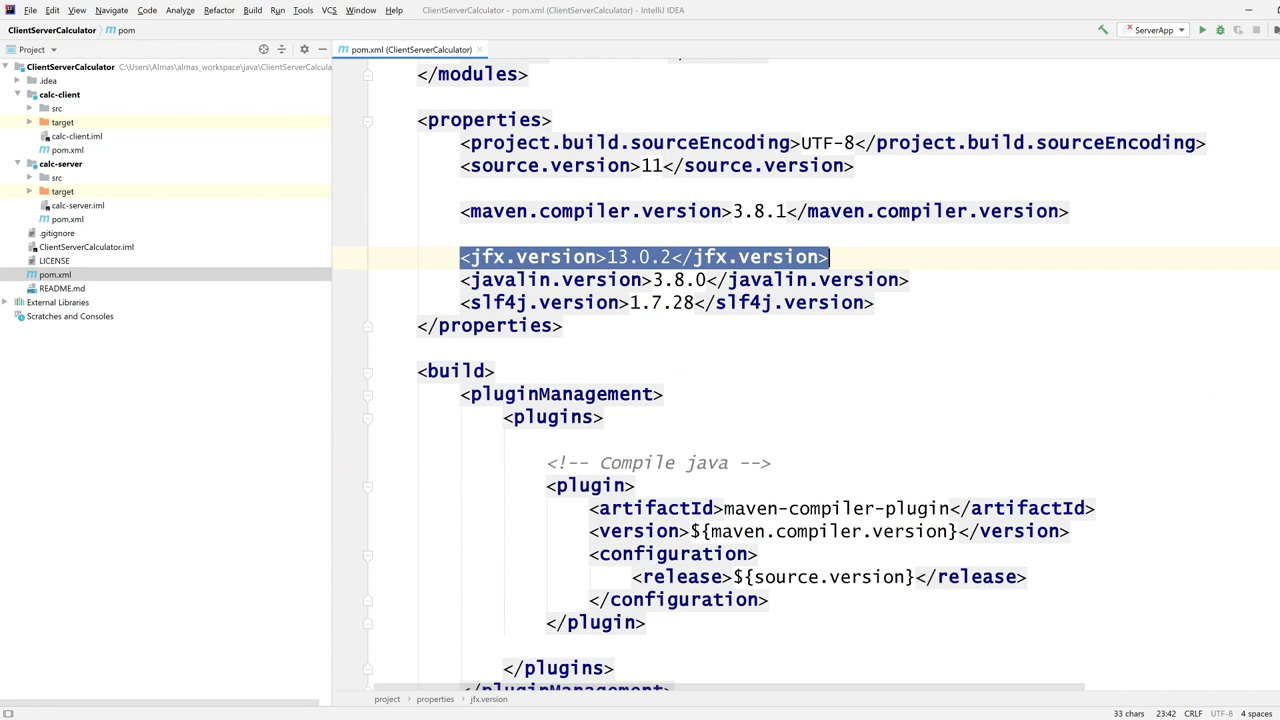 File Edit View Navigate Code Analyze Refactor Build Run Tools VCS Window Help ClientServerCalculator - pom.xml (ClientServerCalculator) - IntelliJ IDEA
ClientServerCalculator pom ServerApp
Project pom.xml (ClientServerCalculator)
ClientServerCalculator C:\Users\Almas\almas_workspace\java\ClientServerCalcula
.idea
calc-client
src
target
calc-client.iml
pom.xml
calc-server
src
target
calc-server.iml
pom.xml
.gitignore
ClientServerCalculator.iml
LICENSE
pom.xml
README.md
External Libraries
Scratches and Consoles
</modules>
<properties>
<project.build.sourceEncoding>UTF-8</project.build.sourceEncoding>
<source.version>11</source.version>
<maven.compiler.version>3.8.1</maven.compiler.version>
<jfx.version>13.0.2</jfx.version>
<javalin.version>3.8.0</javalin.version>
<slf4j.version>1.7.28</slf4j.version>
</properties>
<build>
<pluginManagement>
<plugins>
<!-- Compile java -->
<plugin>
<artifactId>maven-compiler-plugin</artifactId>
<version>${maven.compiler.version}</version>
<configuration>
<release>${source.version}</release>
</configuration>
</plugin>
</plugins>
</pluginManagement>
project properties jfx.version
33 chars 23:42 CRLF UTF-8 4 spaces